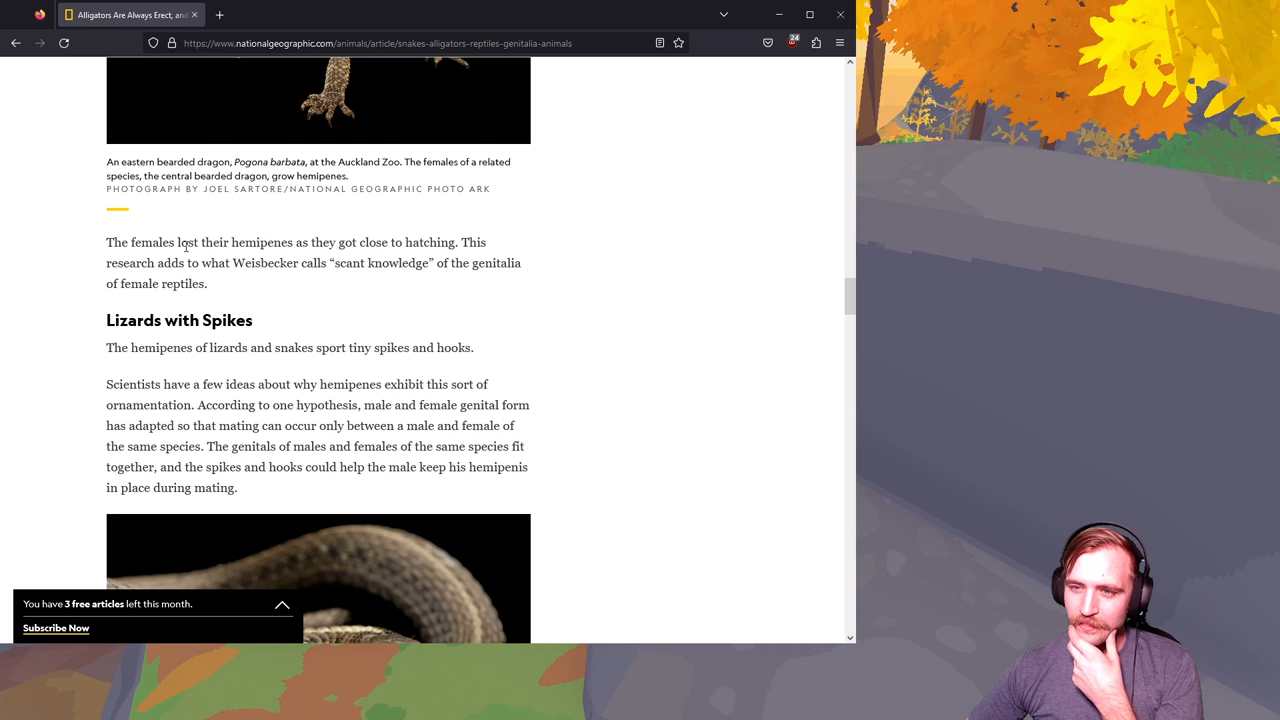 Alligators Are Always Erect, and
https://www.nationalgeographic.com/animals/article/snakes-alligators-reptiles-genitalia-animals
24
An eastern bearded dragon, Pogona barbata, at the Auckland Zoo. The females of a related
species, the central bearded dragon, grow hemipenes.
PHOTOGRAPH BY JOEL SARTORE/NATIONAL GEOGRAPHIC PHOTO ARK
The females lost their hemipenes as they got close to hatching. This
research adds to what Weisbecker calls “scant knowledge” of the genitalia
of female reptiles.
Lizards with Spikes
The hemipenes of lizards and snakes sport tiny spikes and hooks.
Scientists have a few ideas about why hemipenes exhibit this sort of
ornamentation. According to one hypothesis, male and female genital form
has adapted so that mating can occur only between a male and female of
the same species. The genitals of males and females of the same species fit
together, and the spikes and hooks could help the male keep his hemipenis
in place during mating.
You have 3 free articles left this month.
Subscribe Now